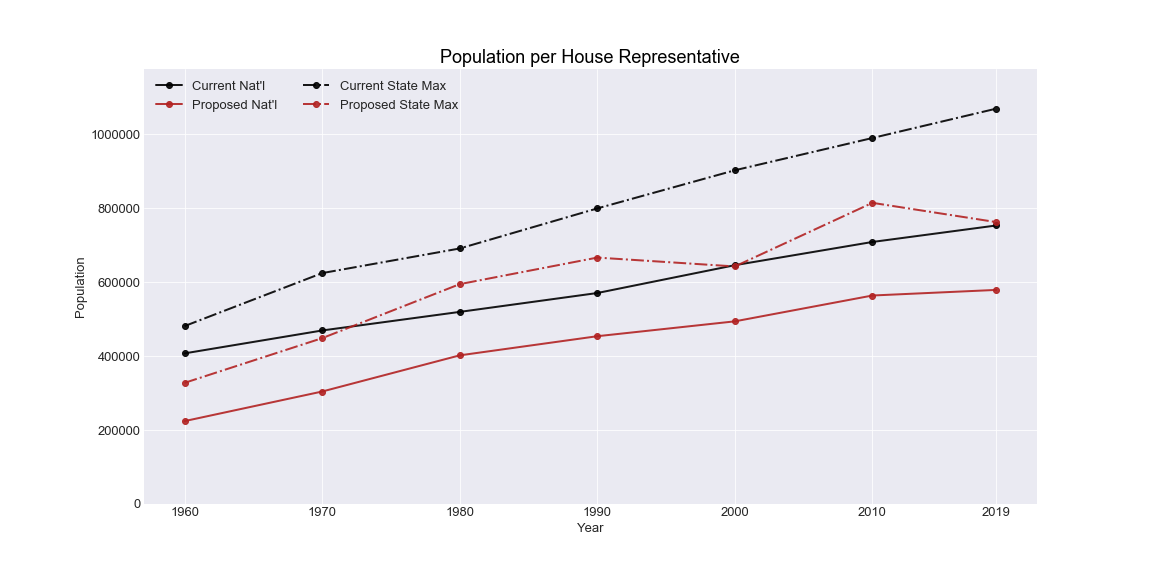 Population per House Representative
Current Nat'l
Proposed Nat'l
Current State Max
Proposed State Max
Population
1000000
800000
600000
400000
200000
0
1960 1970 1980 1990 2000 2010 2019
Year